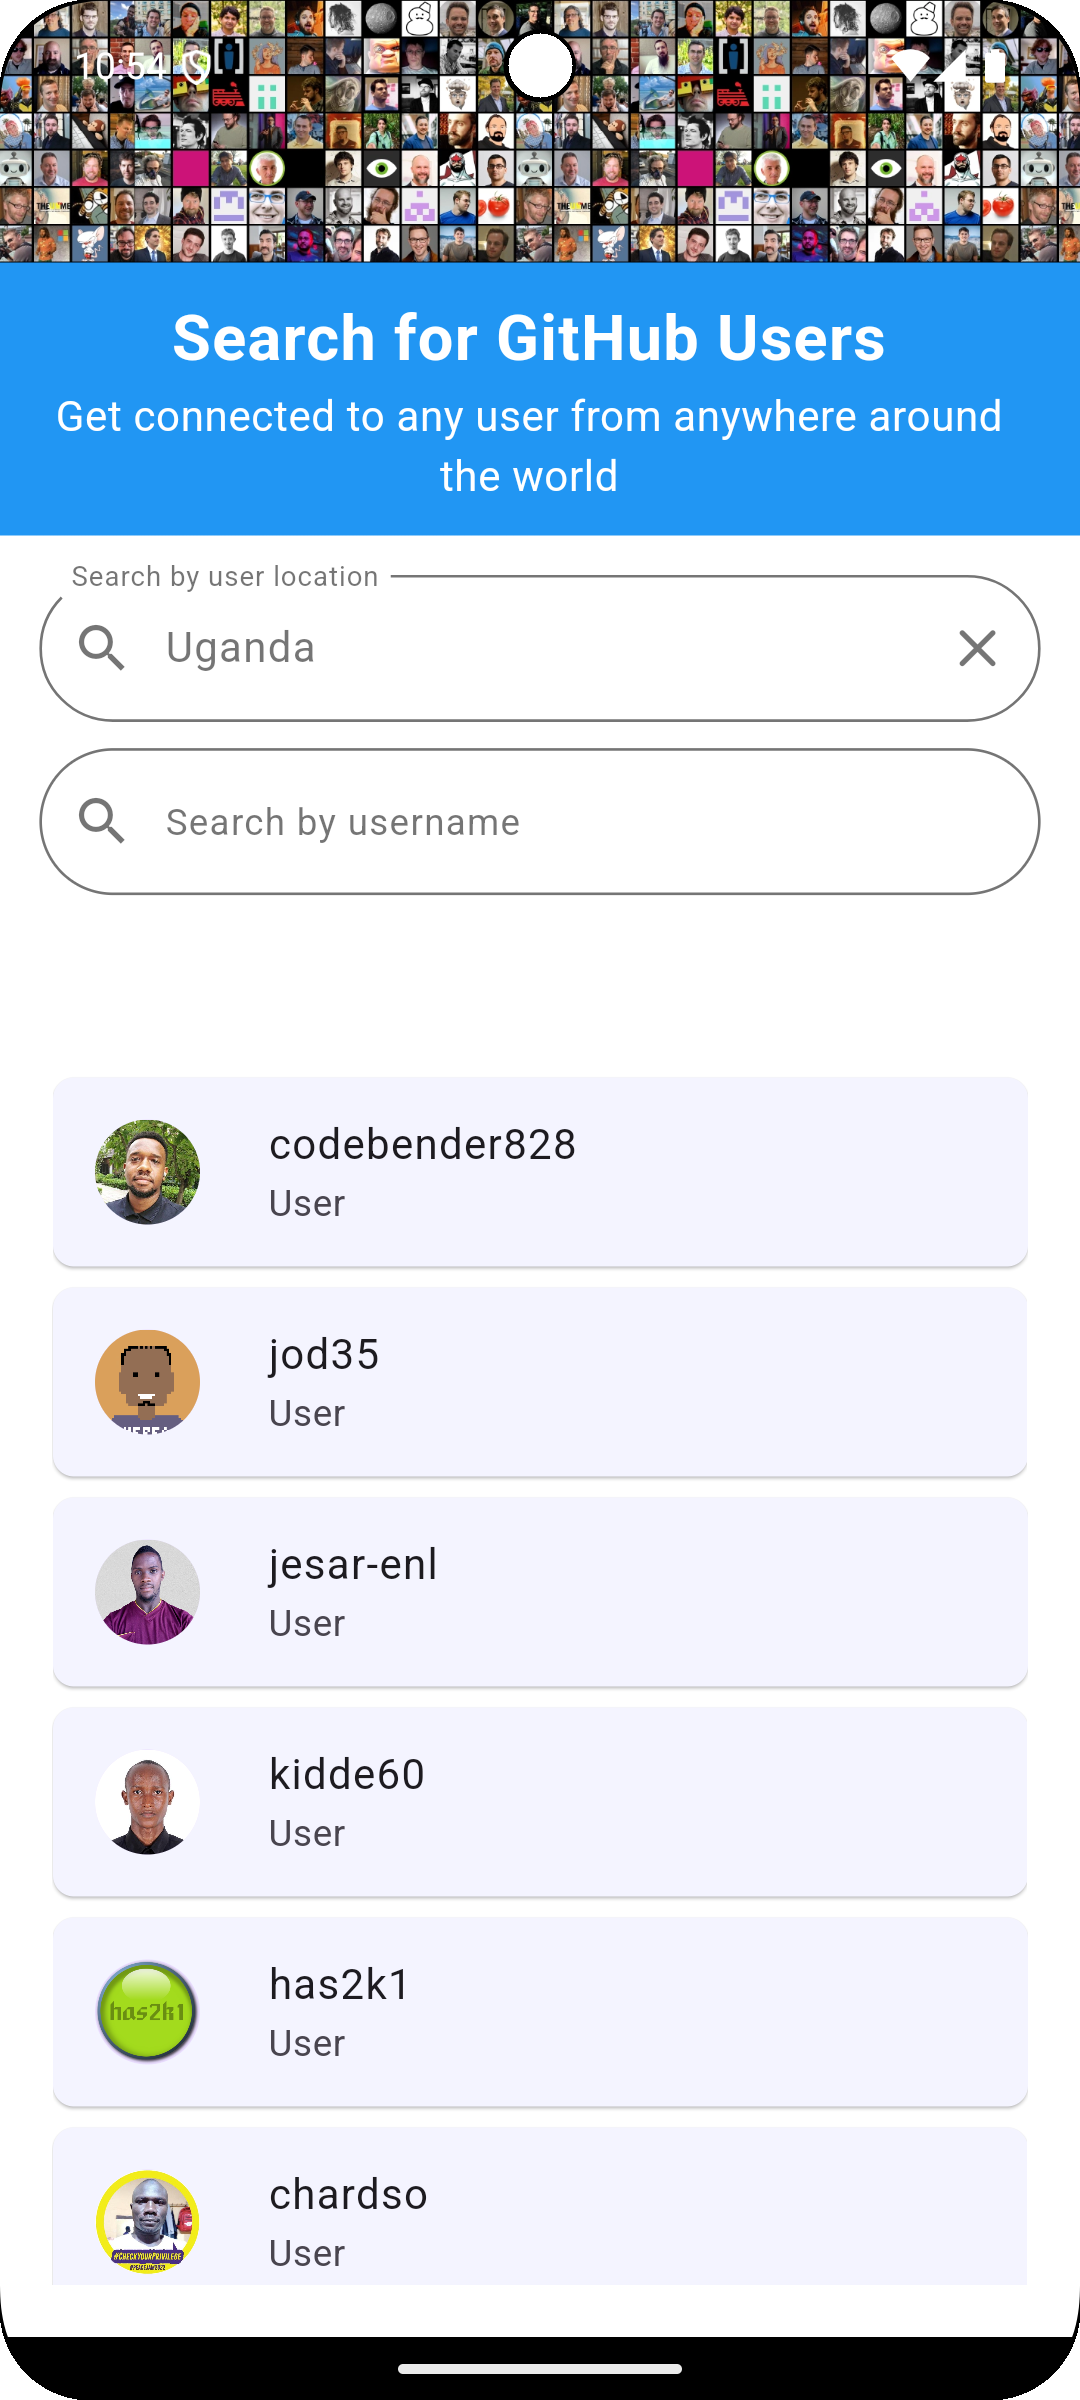 10:54
Search for GitHub Users
Get connected to any user from anywhere around
the world
Search by user location
Uganda
Search by username
codebender828
User
jod35
User
jesar-enl
User
kidde60
User
has2k1
has2k1
User
chardso
User
#CHECKYOURPRIVILEGE